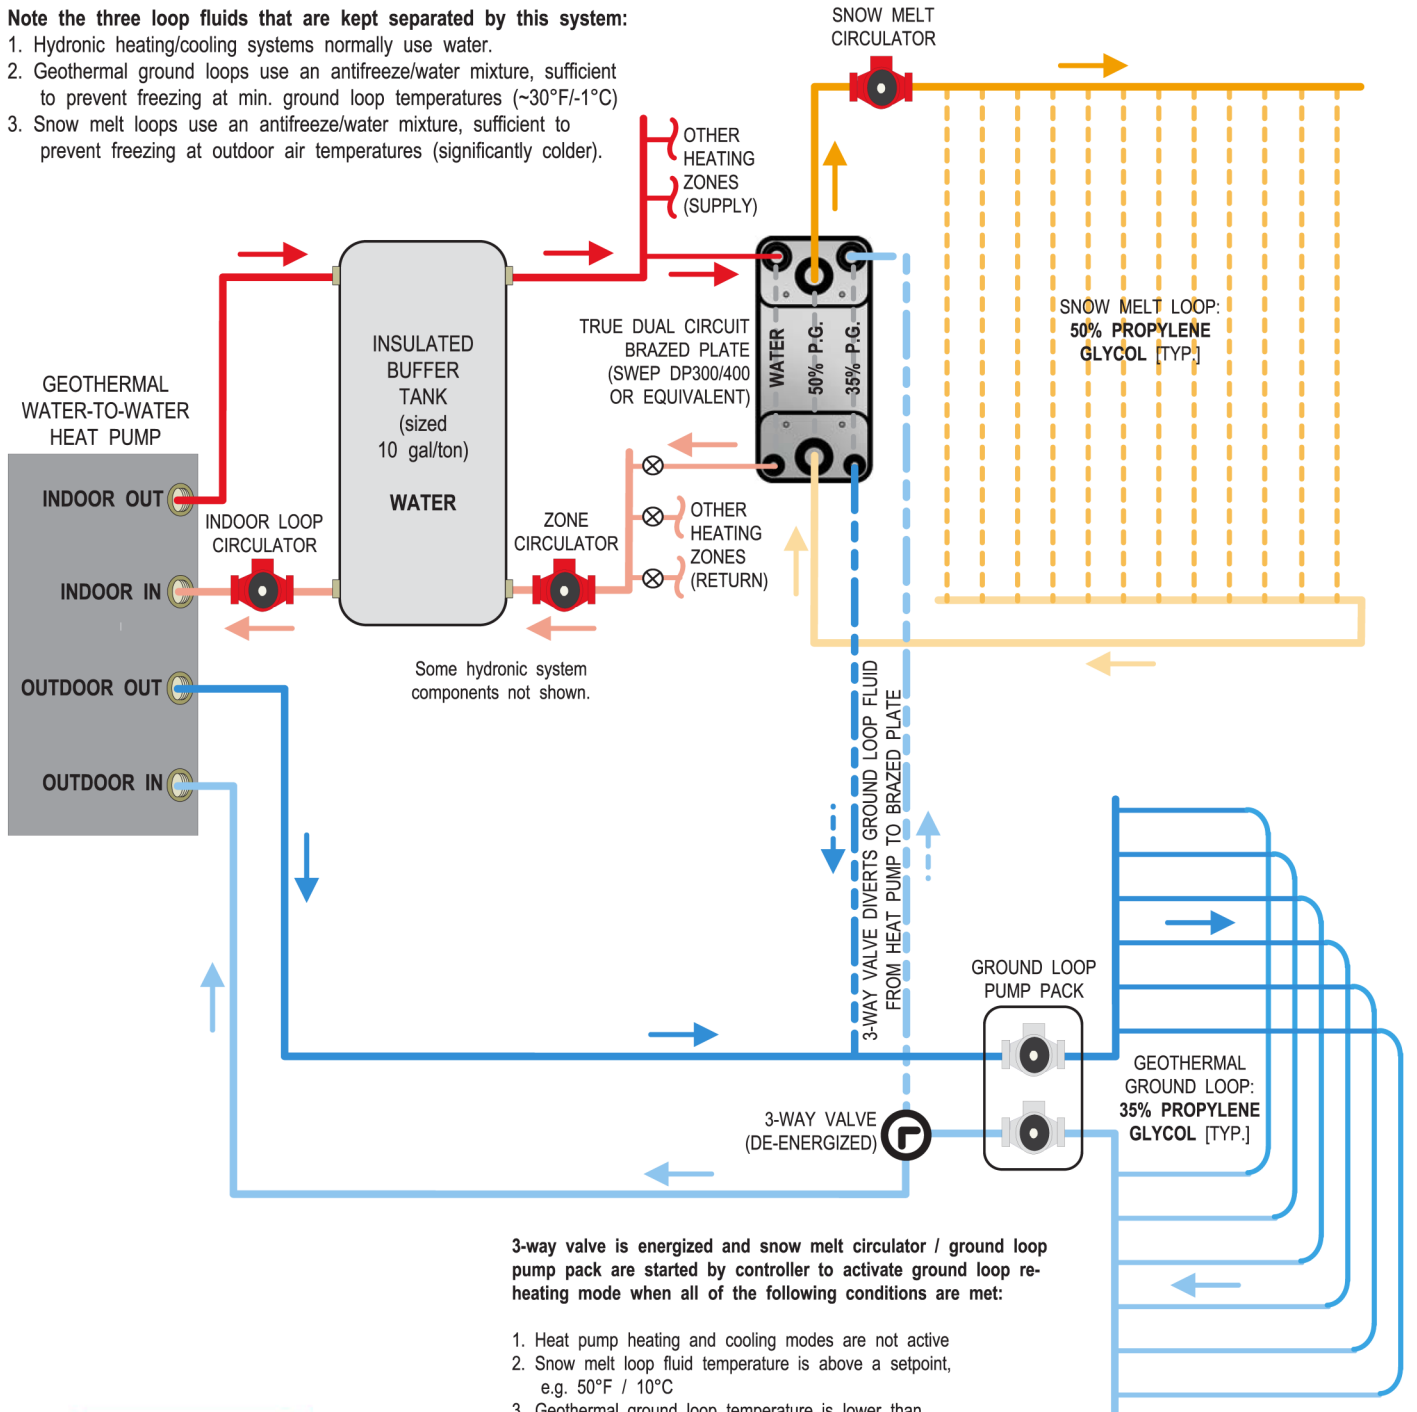 Note the three loop fluids that are kept separated by this system:
1. Hydronic heating/cooling systems normally use water.
2. Geothermal ground loops use an antifreeze/water mixture, sufficient
to prevent freezing at min. ground loop temperatures (~30°F/-1°C)
3. Snow melt loops use an antifreeze/water mixture, sufficient to
prevent freezing at outdoor air temperatures (significantly colder).
SNOW MELT
CIRCULATOR
OTHER
HEATING
ZONES
(SUPPLY)
TRUE DUAL CIRCUIT
BRAZED PLATE
(SWEP DP300/400
OR EQUIVALENT)
WATER
50% P.G.
35% P.G.
SNOW MELT LOOP:
50% PROPYLENE
GLYCOL [TYP.]
INSULATED
BUFFER
TANK
(sized
10 gal/ton)
WATER
GEOTHERMAL
WATER-TO-WATER
HEAT PUMP
INDOOR OUT
INDOOR IN
OUTDOOR OUT
OUTDOOR IN
INDOOR LOOP
CIRCULATOR
ZONE
CIRCULATOR
OTHER
HEATING
ZONES
(RETURN)
Some hydronic system
components not shown.
3-WAY VALVE DIVERTS GROUND LOOP FLUID
FROM HEAT PUMP TO BRAZED PLATE
GROUND LOOP
PUMP PACK
GEOTHERMAL
GROUND LOOP:
35% PROPYLENE
GLYCOL [TYP.]
3-WAY VALVE
(DE-ENERGIZED)
3-way valve is energized and snow melt circulator / ground loop
pump pack are started by controller to activate ground loop re-
heating mode when all of the following conditions are met:
1. Heat pump heating and cooling modes are not active
2. Snow melt loop fluid temperature is above a setpoint,
e.g. 50°F / 10°C
3. Geothermal ground loop temperature is lower than